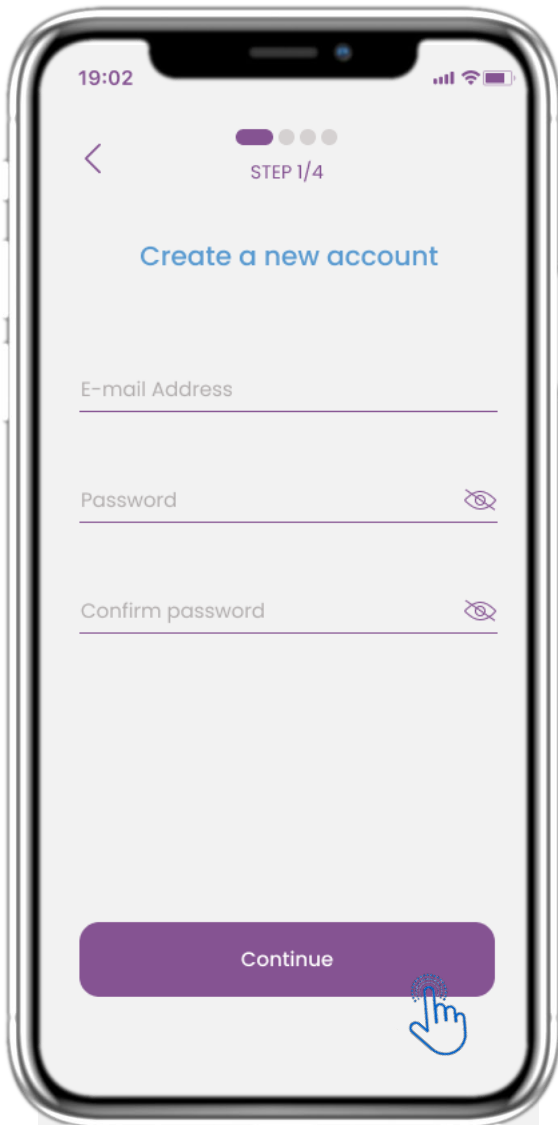 19:02
STEP 1/4
Create a new account
E-mail Address
Password
Confirm password
Continue